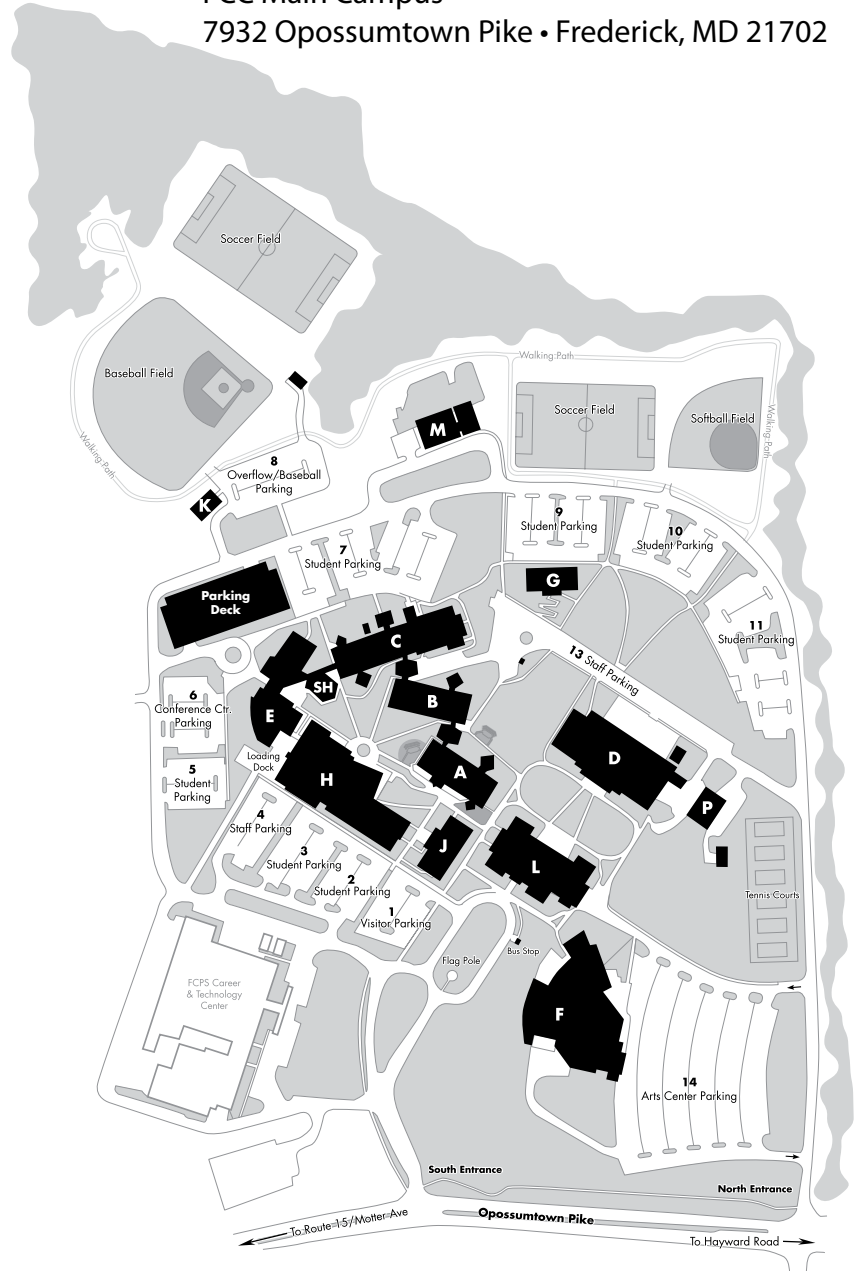 FCC Main Campus
7932 Opossumtown Pike • Frederick, MD 21702
Soccer Field
Walking Path
Baseball Field
Soccer Field
Softball Field
Walking Path
M
Walking Path
8
Overflow/Baseball
Parking
K
9
Student Parking
10
Student Parking
7
Student Parking
G
Parking
Deck
11
Student Parking
C
13 Staff Parking
SH
B
6
Conference Ctr.
Parking
E
D
Loading
Dock
5
Student
Parking
H
A
P
4
Staff Parking
J
3
Student Parking
L
2
Student Parking
Tennis Courts
1
Visitor Parking
Bus Stop
Flag Pole
FCPS Career
& Technology
Center
F
14
Arts Center Parking
South Entrance
North Entrance
Opossumtown Pike
To Route 15/Motter Ave
To Hayward Road